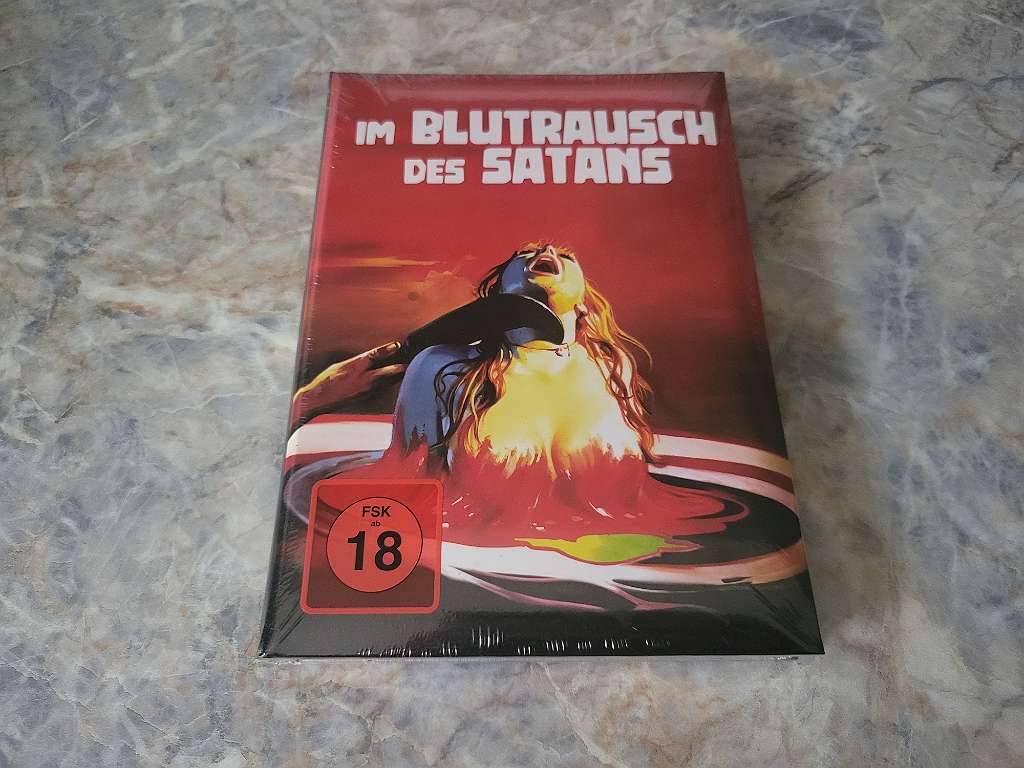 IM BLUTRAUSCH
DES SATANS
FSK
ab
18